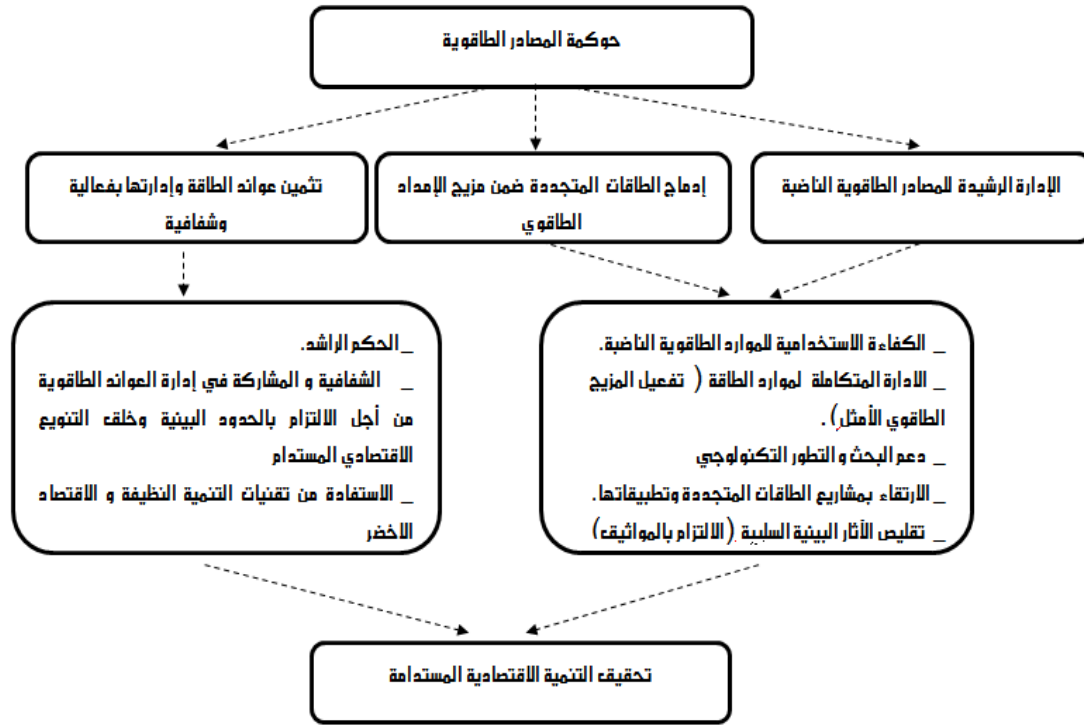 حوكمة المصادر الطاقوية
الإدارة الرشيدة للمصادر الطاقوية الناضبة
إدماج الطاقات المتجددة ضمن مزيج الإمداد
الطاقوي
تثمين عوائد الطاقة وإدارتها بفعالية
وشفافية
_ الكفاءة الاستخدامية للموارد الطاقوية الناضبة.
_ الادارة المتكاملة لموارد الطاقة ( تفعيل المزيج
الطاقوي الأمثل) .
_ دعم البحث و التطور التكنولوجي
_ الارتقاء بمشاريع الطاقات المتجددة وتطبيقاتها.
_ تقليص الآثار البيئية السلبية (الالتزام بالمواثيق)
_ الحكم الراشد.
_ الشفافية و المشاركة في إدارة العوائد الطاقوية
من أجل الالتزام بالحدود البيئية وخلق التنويع
الاقتصادي المستدام
_ الاستفادة من تقنيات التنمية النظيفة و الاقتصاد
الاخضر
تحقيق التنمية الاقتصادية المستدامة